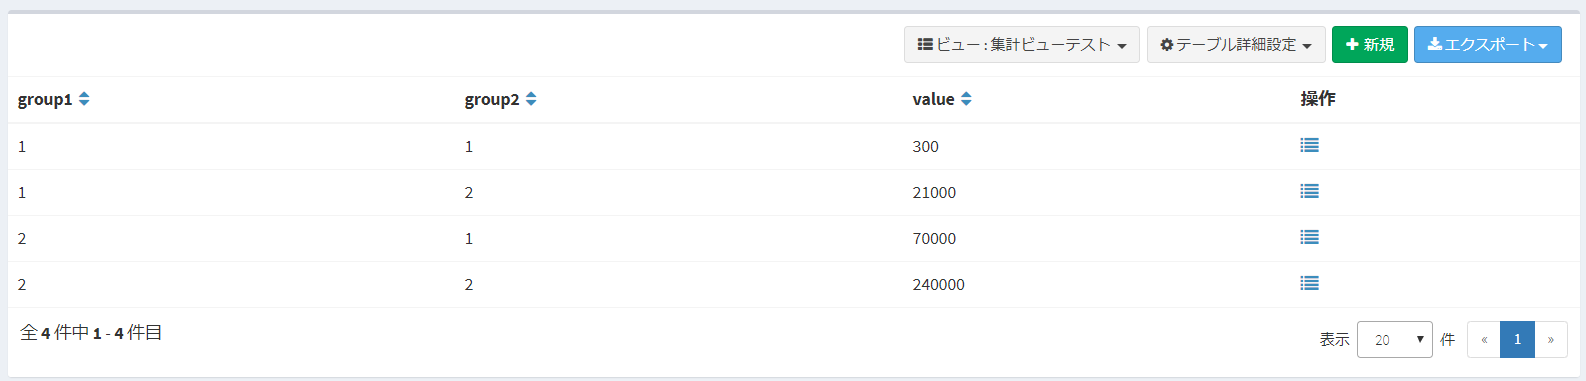 ビュー : 集計ビューテスト テーブル詳細設定 新規 エクスポート
group1 group2 value 操作
1 1 300
1 2 21000
2 1 70000
2 2 240000
全 4 件中 1 - 4 件目
表示 20 件 « 1 »